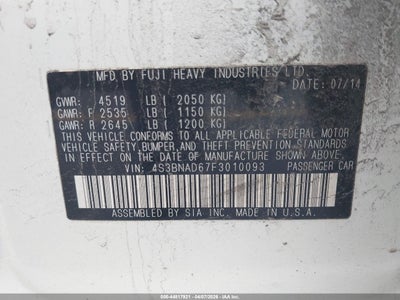 MFD. BY FUJI HEAVY INDUSTRIES LTD.
DATE: 07/14
GVWR: 4519 LB ( 2050 KG)
GAWR: F 2535 LB ( 1150 KG)
GAWR: R 2645 LB ( 1200 KG)
THIS VEHICLE CONFORMS TO ALL APPLICABLE FEDERAL MOTOR
VEHICLE SAFETY, BUMPER, AND THEFT PREVENTION STANDARDS
IN EFFECT ON THE DATE OF MANUFACTURE SHOWN ABOVE.
VIN: 4S3BNAD67F3010093 PASSENGER CAR
ASSEMBLED BY SIA INC. MADE IN U.S.A.